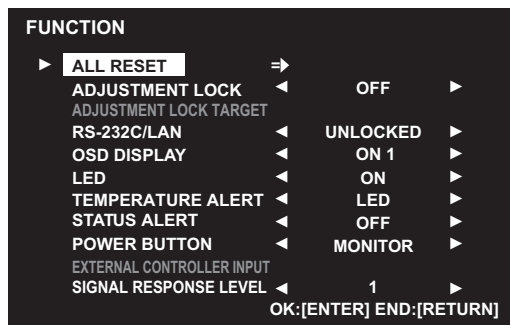 FUNCTION
ALL RESET
ADJUSTMENT LOCK OFF
ADJUSTMENT LOCK TARGET
RS-232C/LAN UNLOCKED
OSD DISPLAY ON 1
LED ON
TEMPERATURE ALERT LED
STATUS ALERT OFF
POWER BUTTON MONITOR
EXTERNAL CONTROLLER INPUT
SIGNAL RESPONSE LEVEL 1
OK:[ENTER] END:[RETURN]